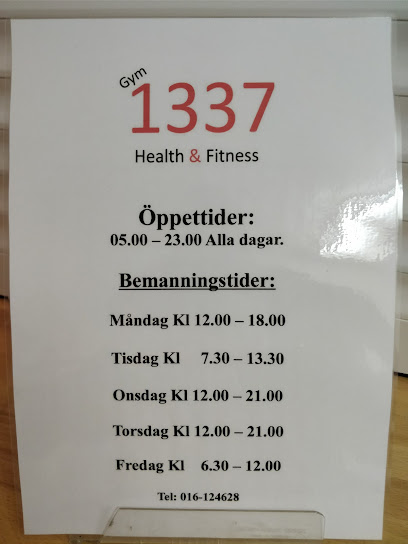 Gym
1337
Health & Fitness
Öppettider:
05.00 – 23.00 Alla dagar.
Bemanningstider:
Måndag Kl 12.00 – 18.00
Tisdag Kl 7.30 – 13.30
Onsdag Kl 12.00 – 21.00
Torsdag Kl 12.00 – 21.00
Fredag Kl 6.30 – 12.00
Tel: 016-124628